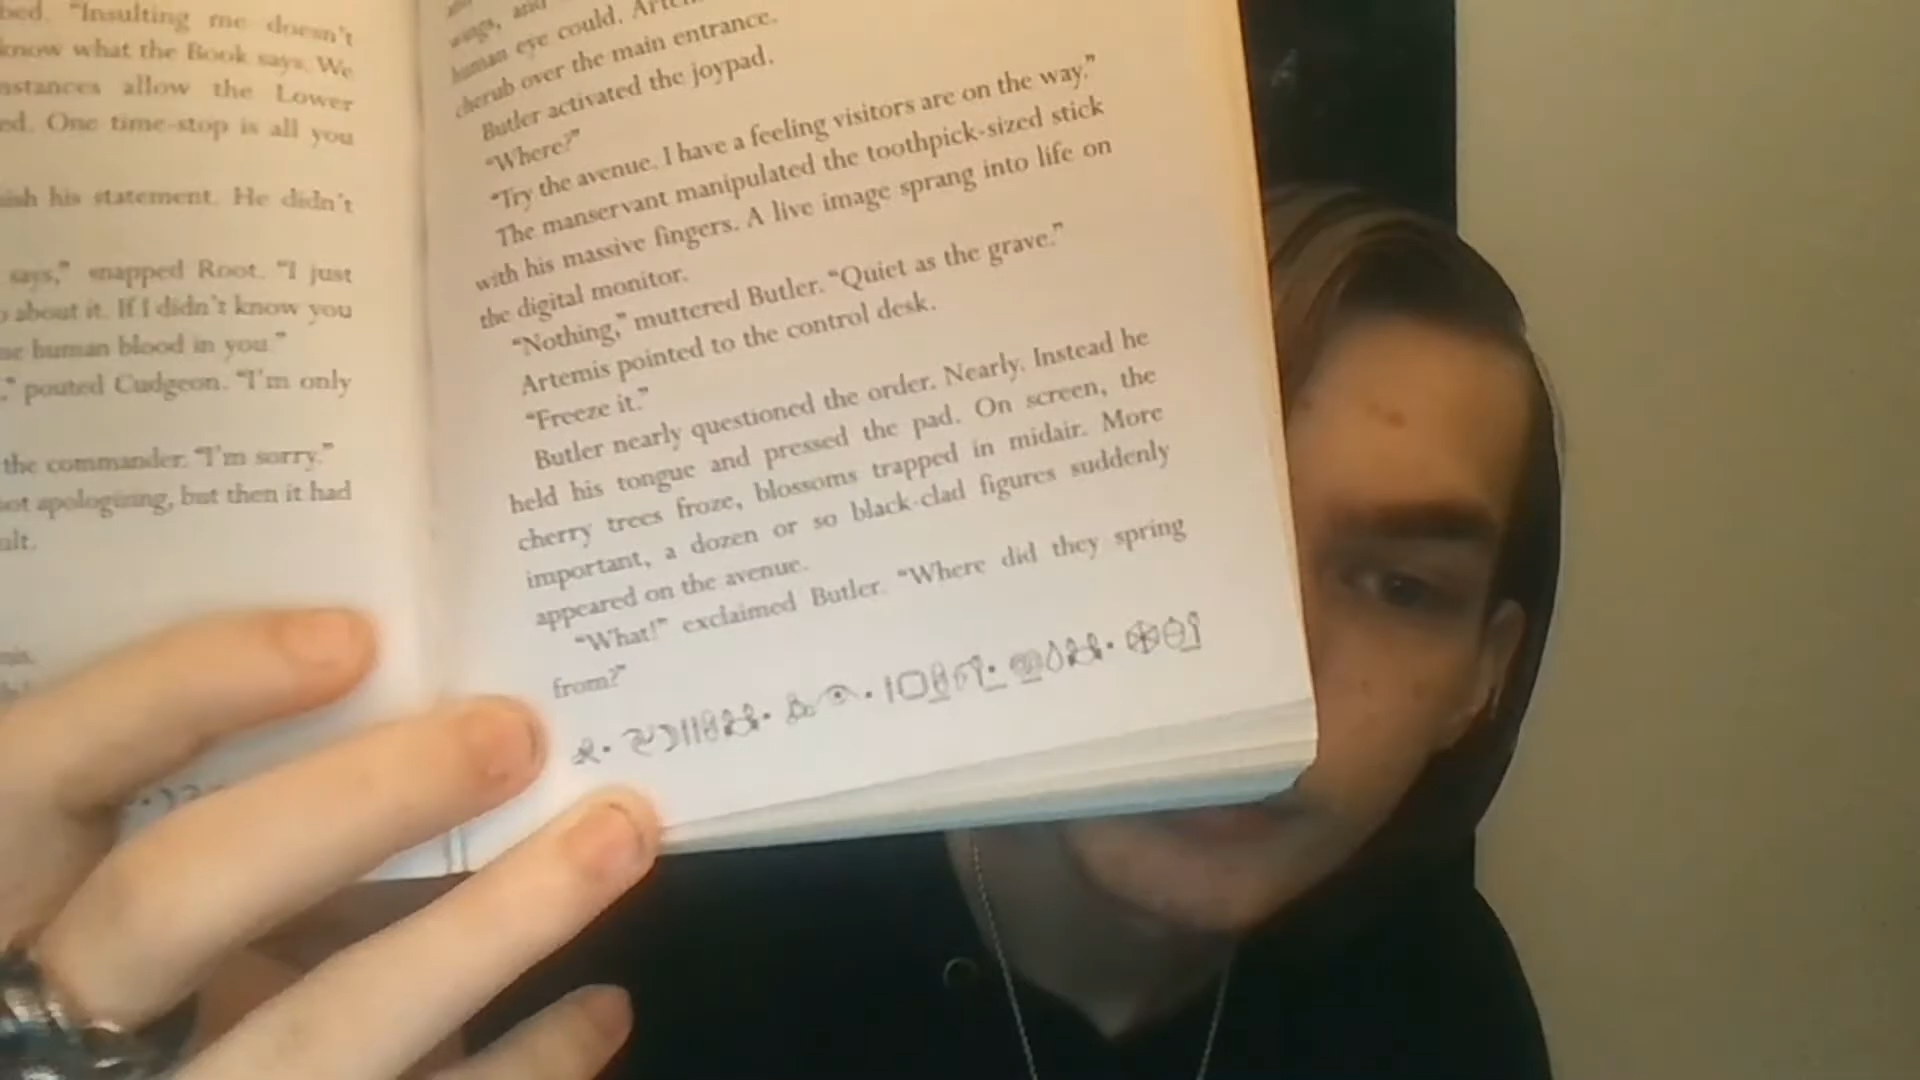 bed. "Insulting me doesn't
know what the Book says. We
allow the Lower
ed. One time-stop is all you
ish his statement. He didn't
says," snapped Root. "I just
about it. If I didn't know you
human blood in you."
" pouted Cudgeon. "I'm only
the commander. "I'm sorry."
apologizing, but then it had
alt.
wings, and
human eye could.
cherub over the main entrance.
Butler activated the joypad.
"Where?"
"Try the avenue. I have a feeling visitors are on the way."
The manservant manipulated the toothpick-sized stick
with his massive fingers. A live image sprang into life on
the digital monitor.
"Nothing," muttered Butler. "Quiet as the grave."
Artemis pointed to the control desk.
"Freeze it."
Butler nearly questioned the order. Nearly. Instead he
held his tongue and pressed the pad. On screen, the
cherry trees froze, blossoms trapped in midair. More
important, a dozen or so black-clad figures suddenly
appeared on the avenue.
"What!" exclaimed Butler. "Where did they spring
from?"